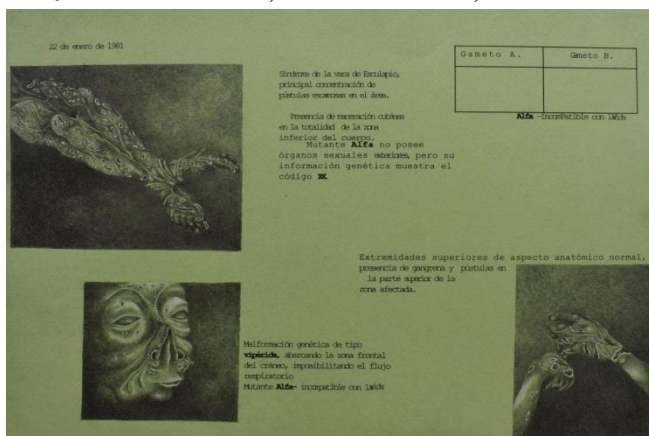 22 de enero de 1981
Gameto A.
Gameto B.
Síndrome de la vara de Esculapio,
principal concentración de
pústulas escamosas en el área.
Alfa -Incompatible con la vida
Presencia de maceración cutánea
en la totalidad de la zona
inferior del cuerpo.
Mutante Alfa no posee
órganos sexuales exteriores, pero su
información genética muestra el
código XX.
Extremidades superiores de aspecto anatómico normal,
presencia de gangrena y pústulas en
la parte superior de la
zona afectada.
Malformación genética de tipo
vipérida, abarcando la zona frontal
del cráneo, imposibilitando el flujo
respiratorio
Mutante Alfa- incompatible con la vida